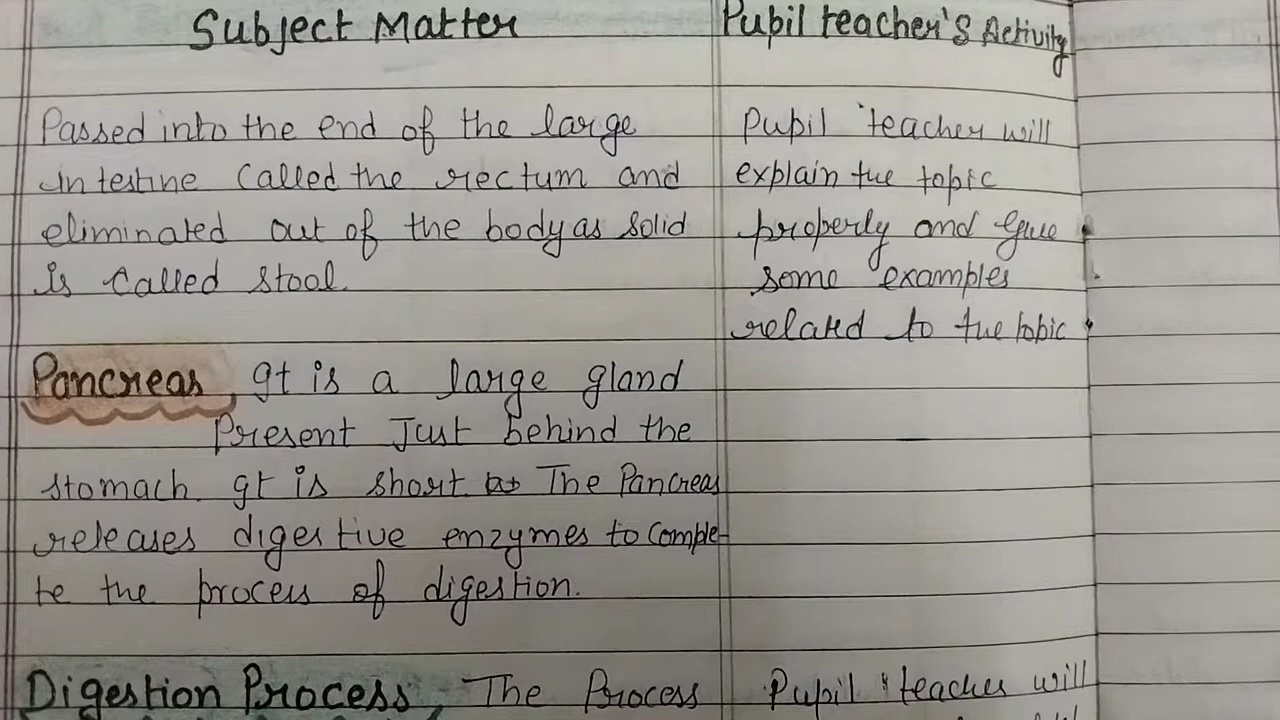 Subject Matter
Pupil teacher's Activity
Passed into the end of the large
intestine called the rectum and
eliminated out of the body as solid
is called stool.
Pupil teacher will
explain the topic
properly and give
some examples
related to the topic
Pancreas, It is a large gland
Present Just behind the
stomach. It is short The Pancreas
releases digestive enzymes to comple-
te the process of digestion.
Digestion Process, The Process
Pupil teacher will